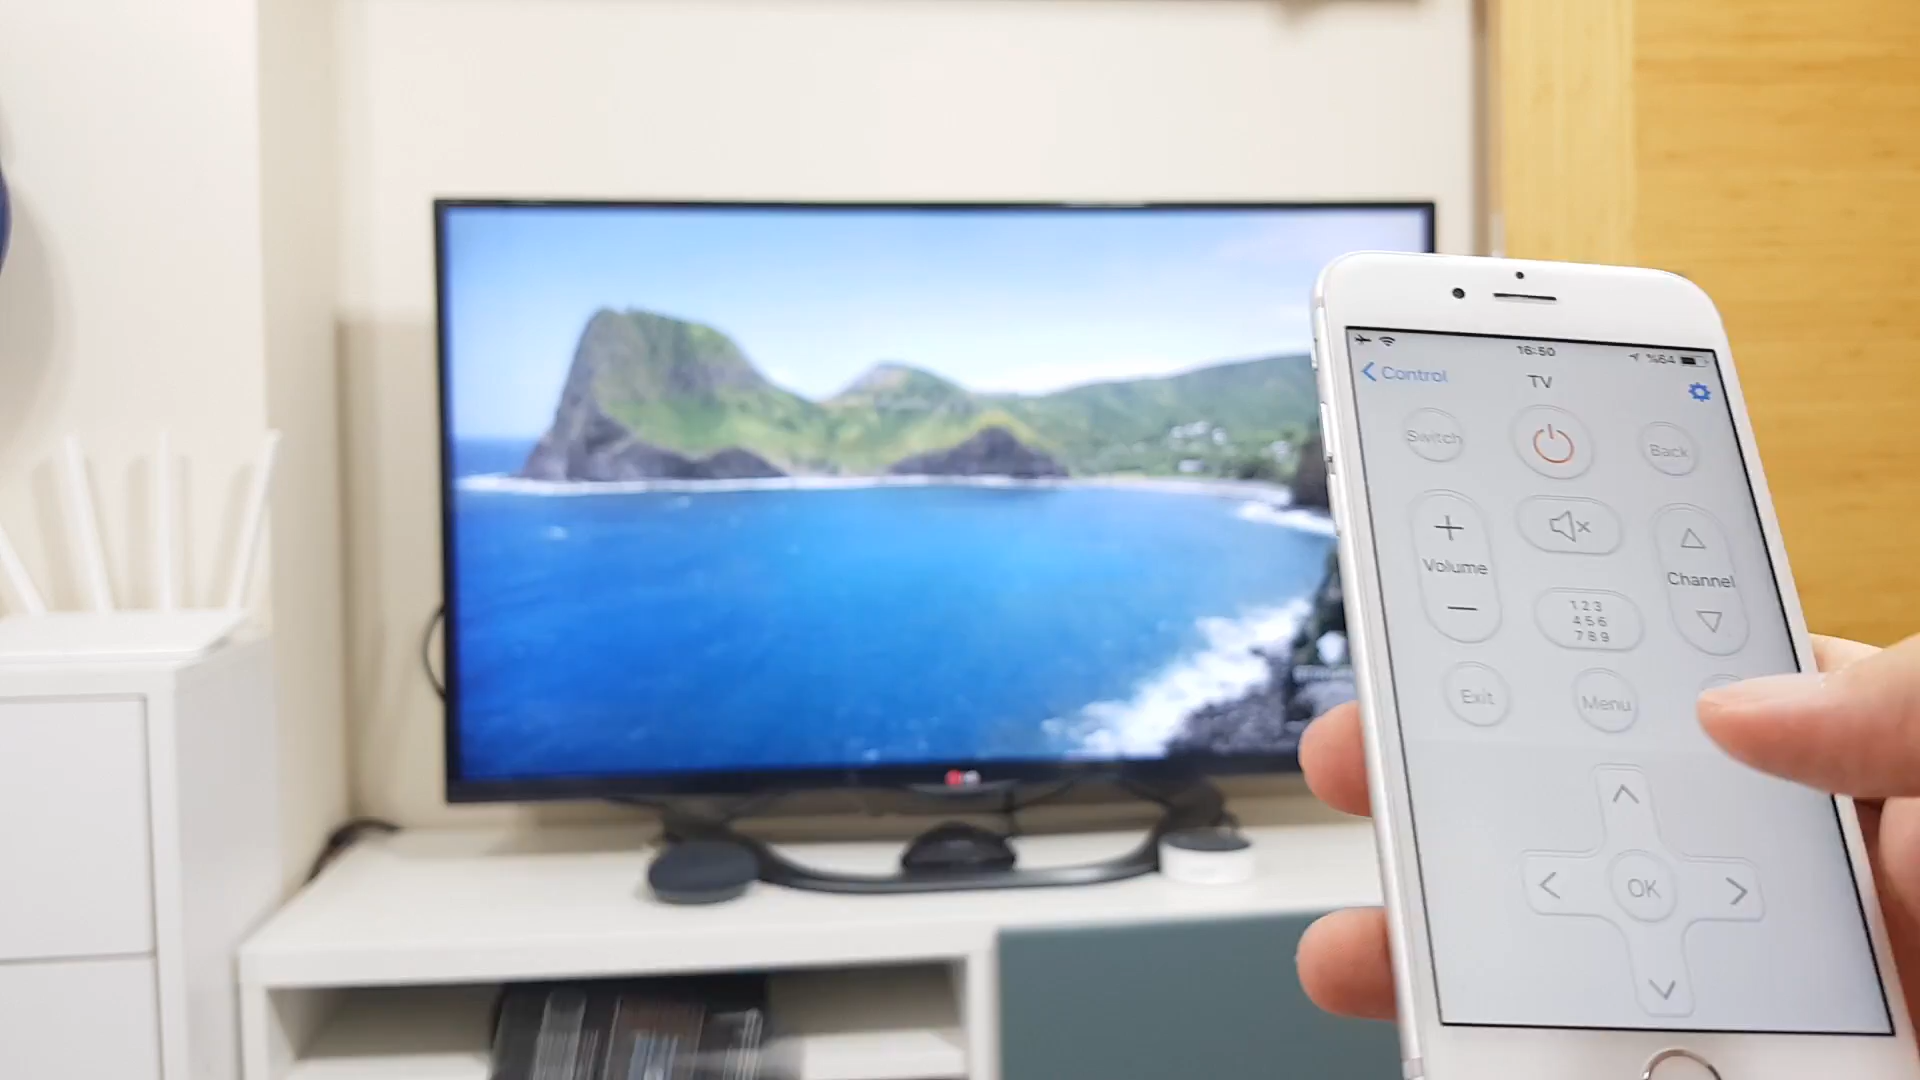 16:50
%64
Control
TV
Switch
Back
Volume
Channel
1 2 3
4 5 6
7 8 9
Exit
Menu
OK